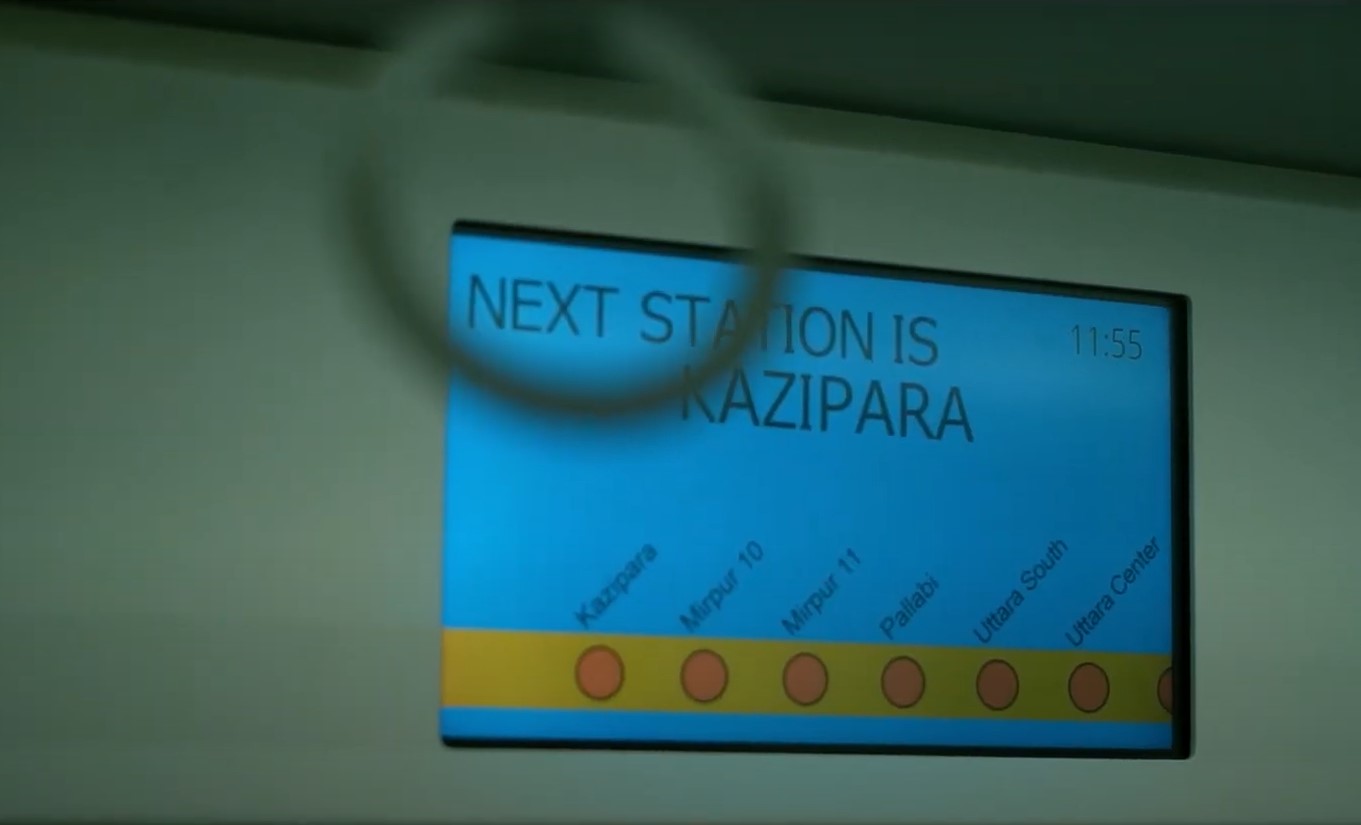 NEXT STATION IS
11:55
KAZIPARA
Kazipara
Mirpur 10
Mirpur 11
Pallabi
Uttara South
Uttara Center